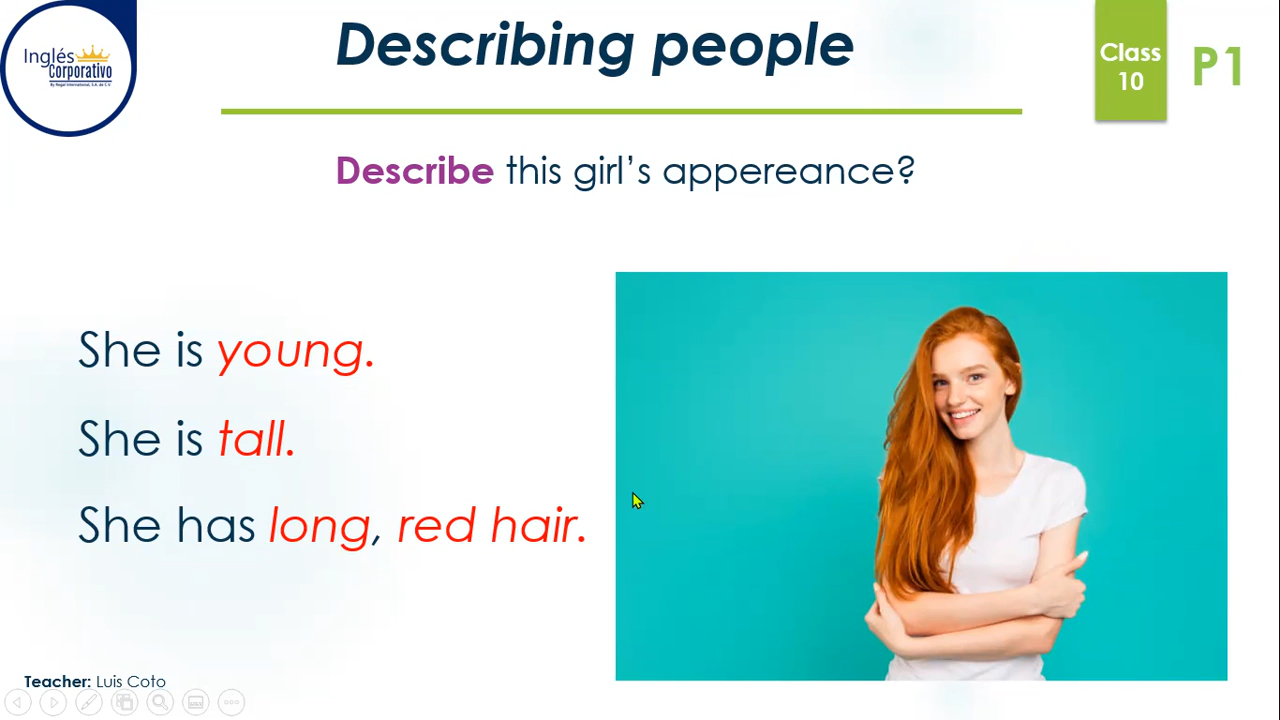 Inglés
Corporativo
By Regal International, S.A. de C.V
Describing people
Class
10
P1
Describe this girl's appereance?
She is young.
She is tall.
She has long, red hair.
Teacher: Luis Coto